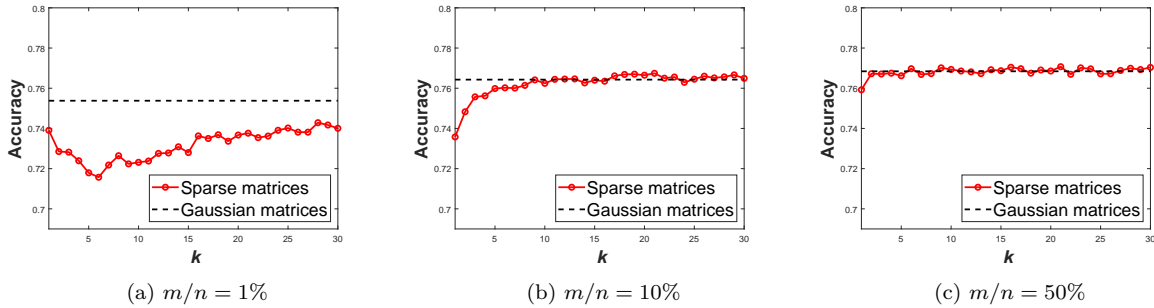 0.8
0.78
0.76
0.74
0.72
0.7
Accuracy
5 10 15 20 25 30
k
Sparse matrices
Gaussian matrices
(a) m/n = 1%
0.8
0.78
0.76
0.74
0.72
0.7
Accuracy
5 10 15 20 25 30
k
Sparse matrices
Gaussian matrices
(b) m/n = 10%
0.8
0.78
0.76
0.74
0.72
0.7
Accuracy
5 10 15 20 25 30
k
Sparse matrices
Gaussian matrices
(c) m/n = 50%